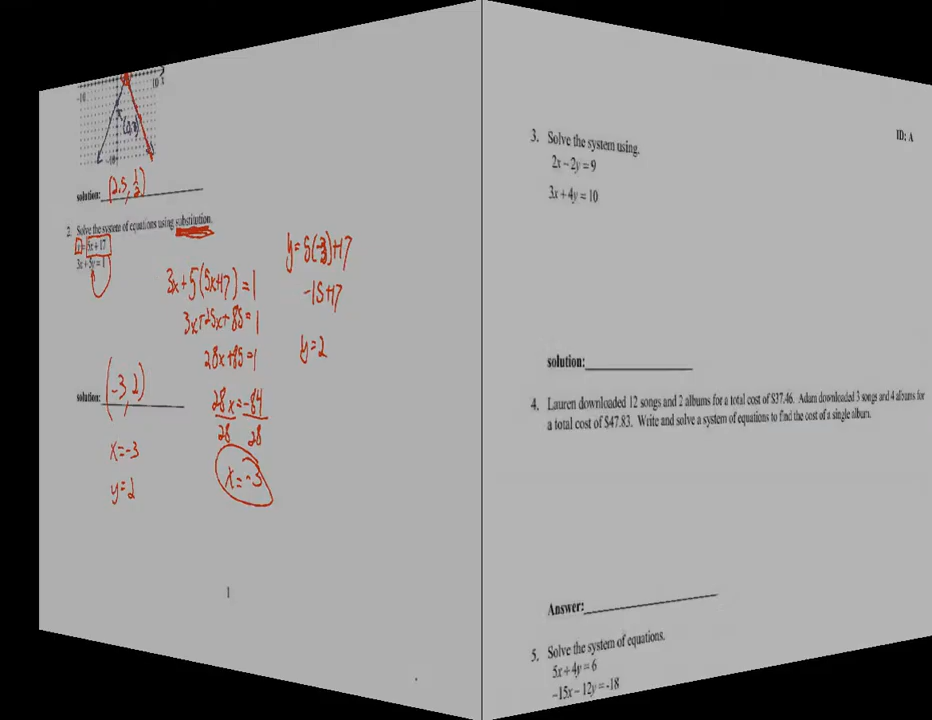 -10
10
x
-10
solution: (2.5, 1/2)
2. Solve the system of equations using substitution.
y = 5x + 17
3x + 5y = 1
3x + 5(5x+17) = 1
3x + 25x + 85 = 1
28x + 85 = 1
28x = -84
28 28
x = -3
y = 5(-3) + 17
-15 + 17
y = 2
solution: (-3, 2)
x = -3
y = 2
1
ID: A
3. Solve the system using.
2x − 2y = 9
3x + 4y = 10
solution:
4. Lauren downloaded 12 songs and 2 albums for a total cost of $37.46. Adam downloaded 3 songs and 4 albums for
a total cost of $47.83. Write and solve a system of equations to find the cost of a single album.
Answer:
5. Solve the system of equations.
5x + 4y = 6
−15x − 12y = -18